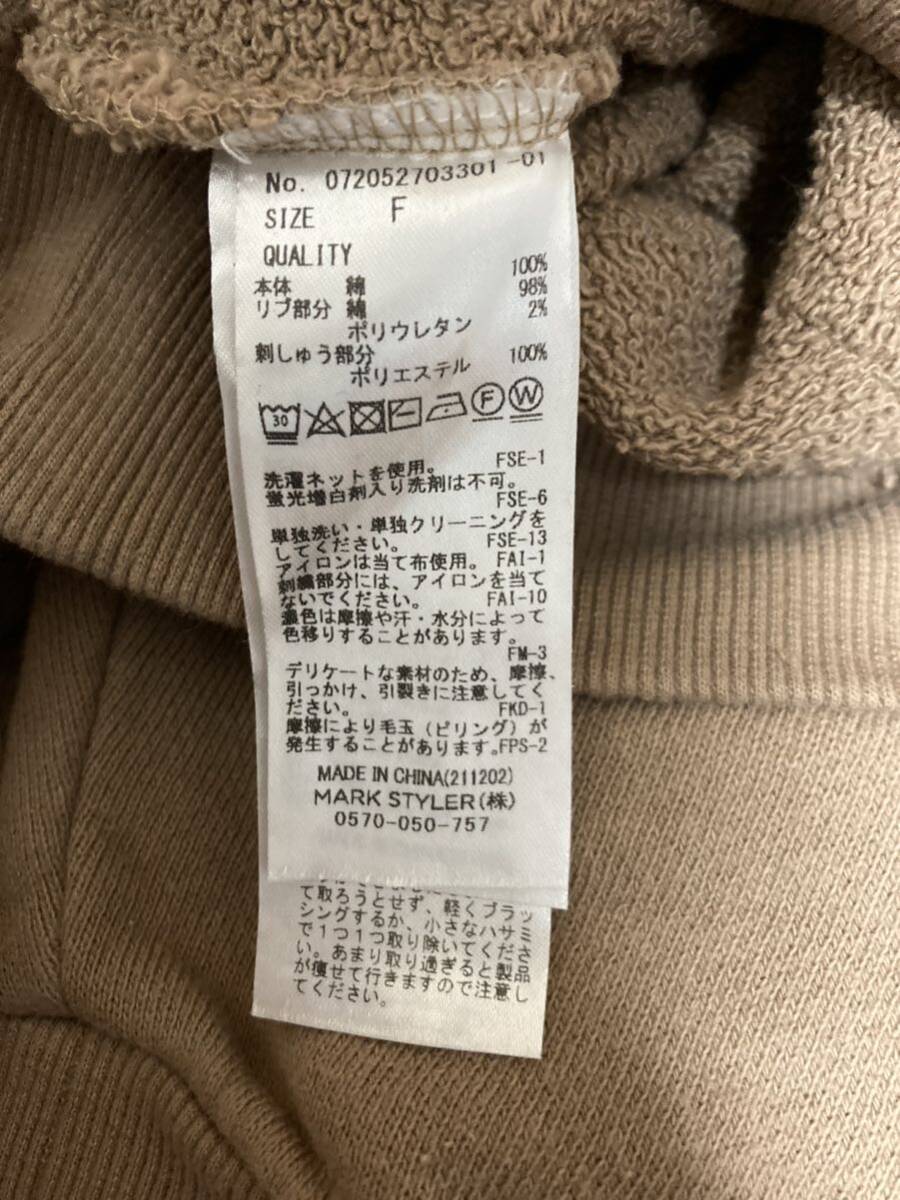 No. 072052703301 -01
SIZE F
QUALITY
本体 綿 100%
リブ部分 綿 98%
ポリウレタン 2%
刺しゅう部分
ポリエステル 100%
30 F W
洗濯ネットを使用。 FSE-1
蛍光増白剤入り洗剤は不可。
FSE-6
単独洗い・単独クリーニングを
してください。 FSE-13
アイロンは当て布使用。 FAI-1
刺繍部分には、アイロンを当て
ないでください。 FAI-10
濃色は摩擦や汗・水分によって
色移りすることがあります。
FM-3
デリケートな素材のため、摩擦、
引っかけ、引裂きに注意してく
ださい。 FKD-1
摩擦により毛玉(ピリング)が
発生することがあります。FPS-2
MADE IN CHINA(211202)
MARK STYLER(株)
0570-050-757
て取ろうとせず、軽くブラッ
シングするか、小さなハサミ
で1つ1つ取り除いてくださ
い。あまり取り過ぎると製品
が痩せて行きますので注意し
てください。